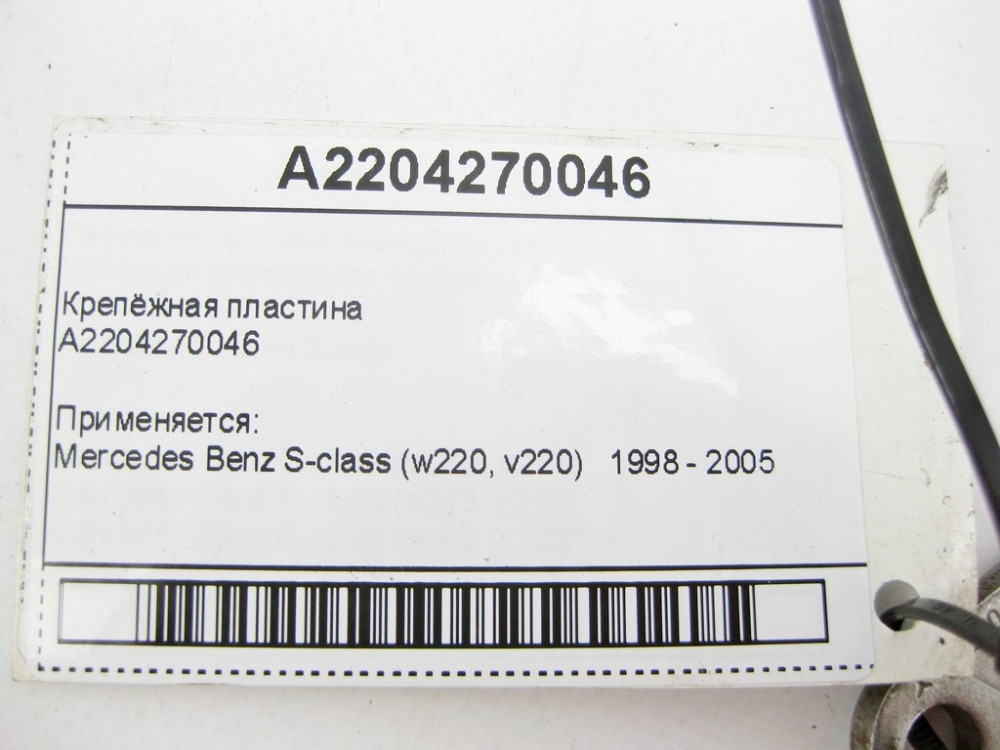 A2204270046
Крепёжная пластина
A2204270046
Применяется:
Mercedes Benz S-class (w220, v220) 1998 - 2005